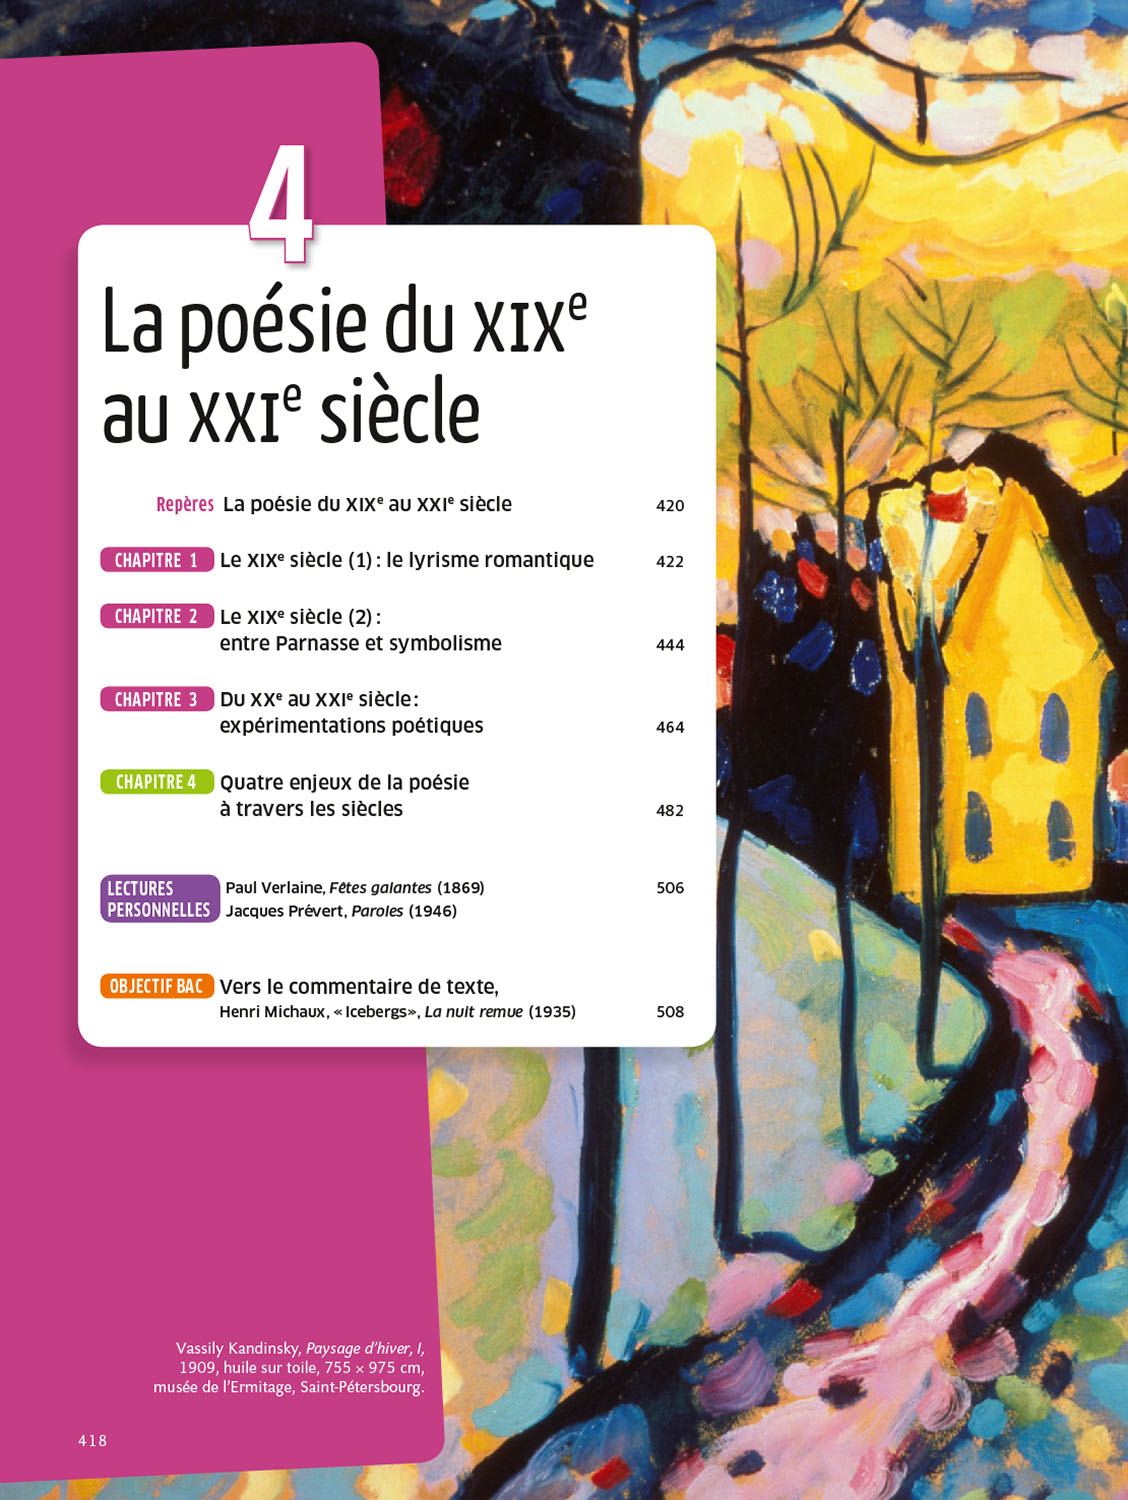 4
La poésie du XIXe
au XXIe siècle
Repères La poésie du XIXe au XXIe siècle 420
CHAPITRE 1 Le XIXe siècle (1) : le lyrisme romantique 422
CHAPITRE 2 Le XIXe siècle (2) :
entre Parnasse et symbolisme 444
CHAPITRE 3 Du XXe au XXIe siècle :
expérimentations poétiques 464
CHAPITRE 4 Quatre enjeux de la poésie
à travers les siècles 482
LECTURES PERSONNELLES Paul Verlaine, Fêtes galantes (1869) 506
Jacques Prévert, Paroles (1946)
OBJECTIF BAC Vers le commentaire de texte,
Henri Michaux, « Icebergs », La nuit remue (1935) 508
Vassily Kandinsky, Paysage d'hiver, I,
1909, huile sur toile, 755 × 975 cm,
musée de l'Ermitage, Saint-Pétersbourg.
418